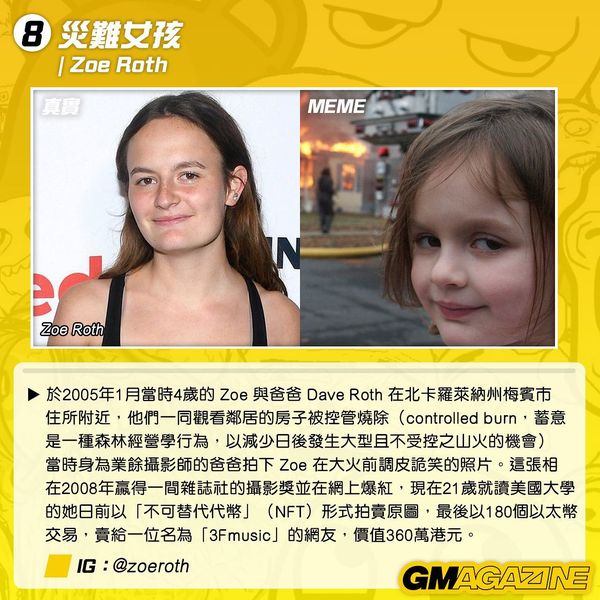 8 災難女孩
| Zoe Roth
真實
MEME
Zoe Roth
▶ 於2005年1月當時4歲的 Zoe 與爸爸 Dave Roth 在北卡羅萊納州梅賓市
住所附近，他們一同觀看鄰居的房子被控管燒除（controlled burn，蓄意
是一種森林經營學行為，以減少日後發生大型且不受控之山火的機會）
當時身為業餘攝影師的爸爸拍下 Zoe 在大火前調皮詭笑的照片。這張相
在2008年贏得一間雜誌社的攝影獎並在網上爆紅，現在21歲就讀美國大學
的她日前以「不可替代代幣」（NFT）形式拍賣原圖，最後以180個以太幣
交易，賣給一位名為「3Fmusic」的網友，價值360萬港元。
IG：@zoeroth
GMAGAZINE